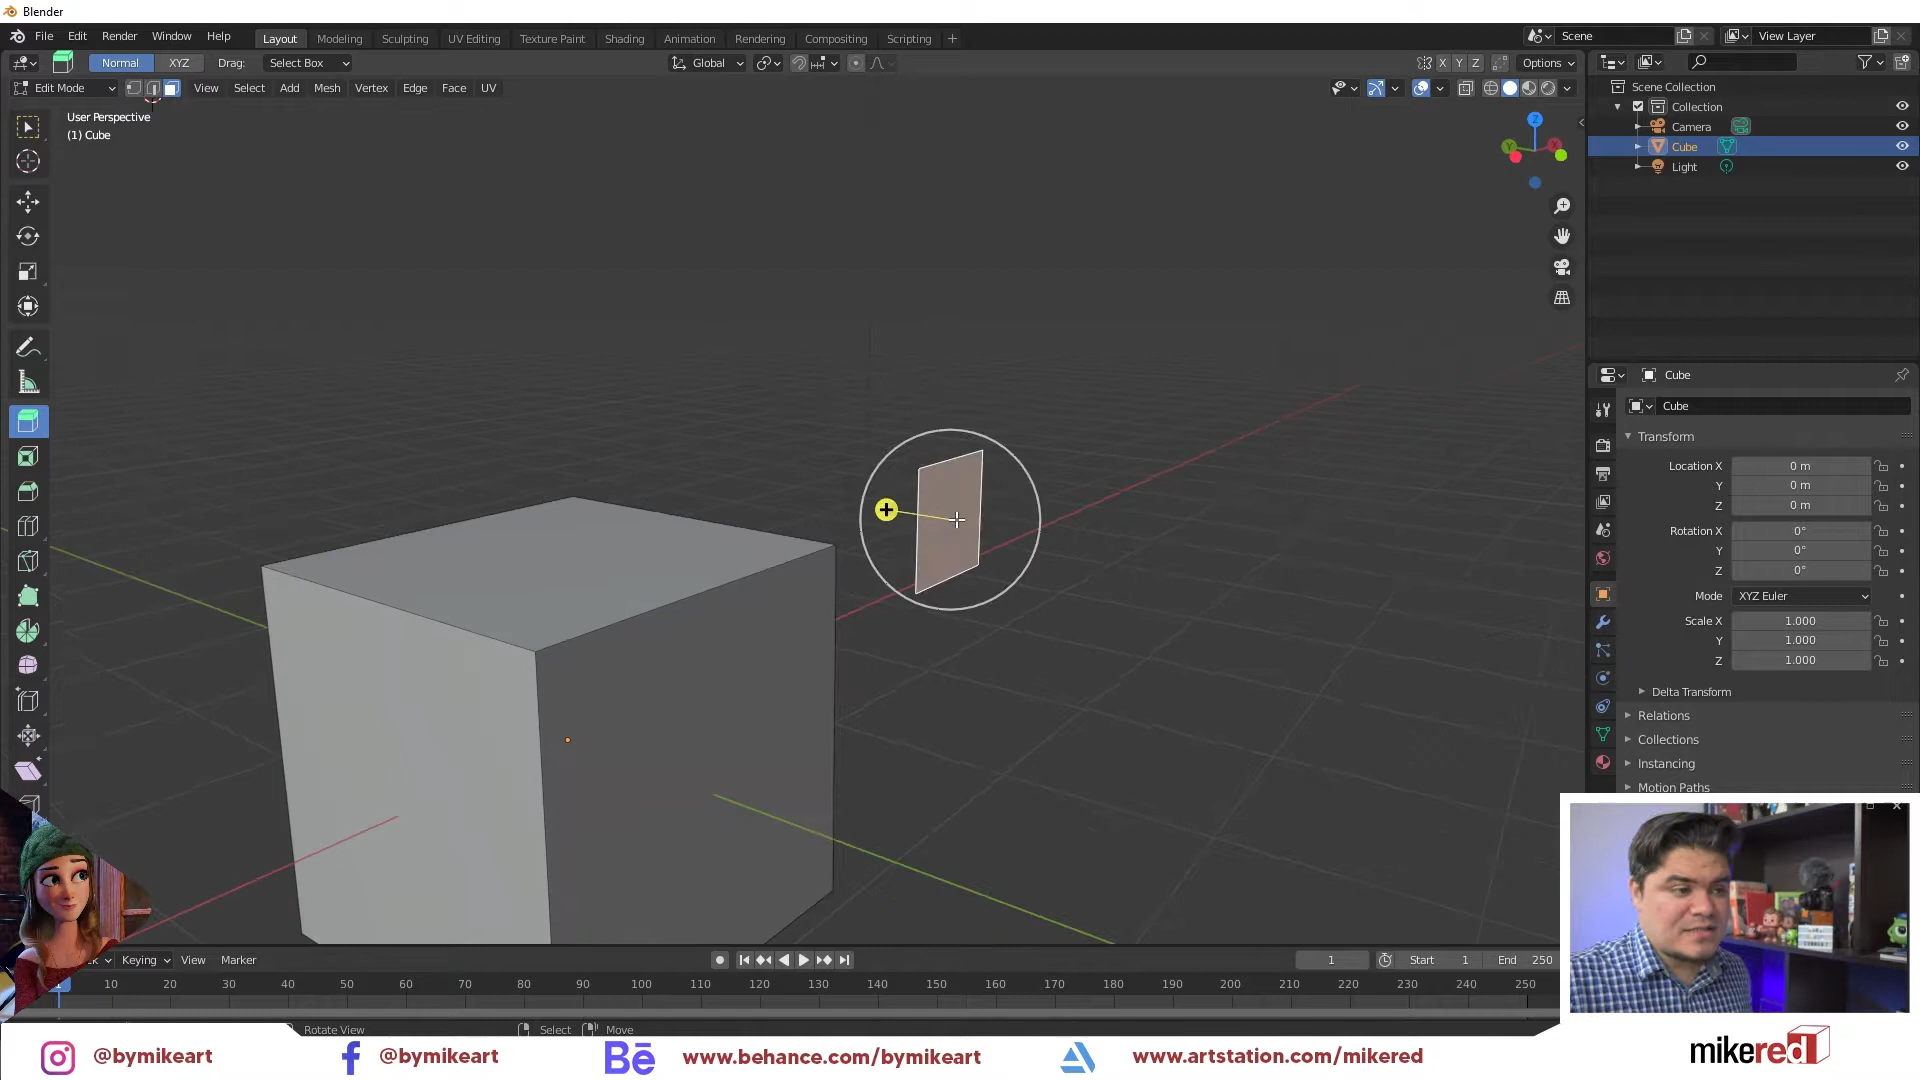 Blender
File Edit Render Window Help
Layout Modeling Sculpting UV Editing Texture Paint Shading Animation Rendering Compositing Scripting +
Scene
View Layer
Normal XYZ Drag: Select Box
Global
X Y Z Options
Edit Mode View Select Add Mesh Vertex Edge Face UV
User Perspective
(1) Cube
Z
Y
X
Scene Collection
Collection
Camera
Cube
Light
Cube
Cube
Transform
Location X 0 m
Y 0 m
Z 0 m
Rotation X 0°
Y 0°
Z 0°
Mode XYZ Euler
Scale X 1.000
Y 1.000
Z 1.000
Delta Transform
Relations
Collections
Instancing
Motion Paths
Keying View Marker
1 Start 1 End 250
1 10 20 30 40 50 60 70 80 90 100 110 120 130 140 150 160 170 180 190 200 210 220 230 240 250
Rotate View Select Move
@bymikeart @bymikeart Bē www.behance.com/bymikeart www.artstation.com/mikered
mikered